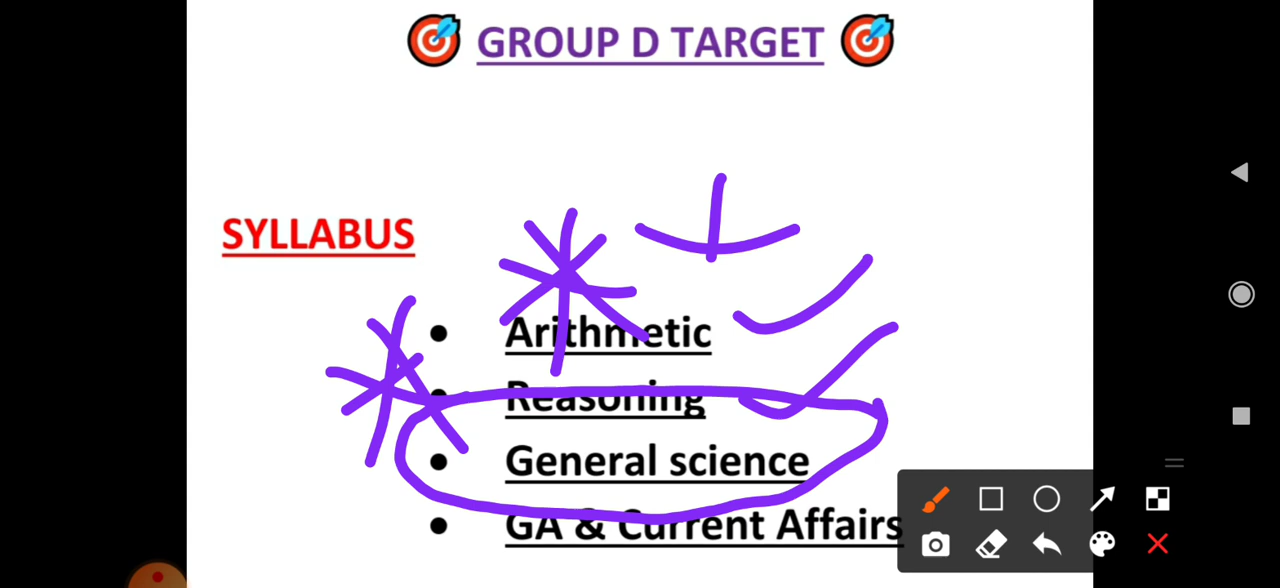 GROUP D TARGET
SYLLABUS
Arithmetic
Reasoning
General science
GA & Current Affairs